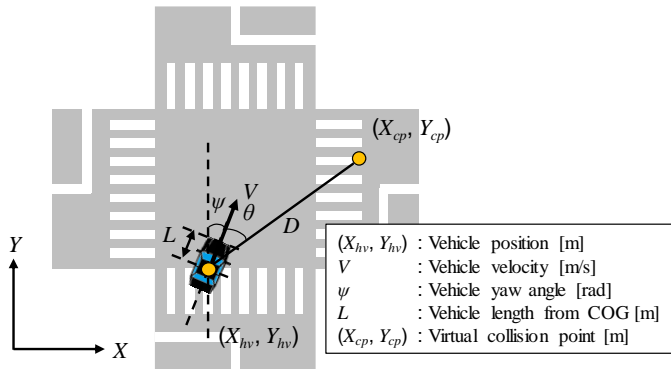 (X_cp, Y_cp)
V
ψ
θ
L
D
Y
X
(X_hv, Y_hv)
(X_hv, Y_hv) : Vehicle position [m]
V : Vehicle velocity [m/s]
ψ : Vehicle yaw angle [rad]
L : Vehicle length from COG [m]
(X_cp, Y_cp) : Virtual collision point [m]